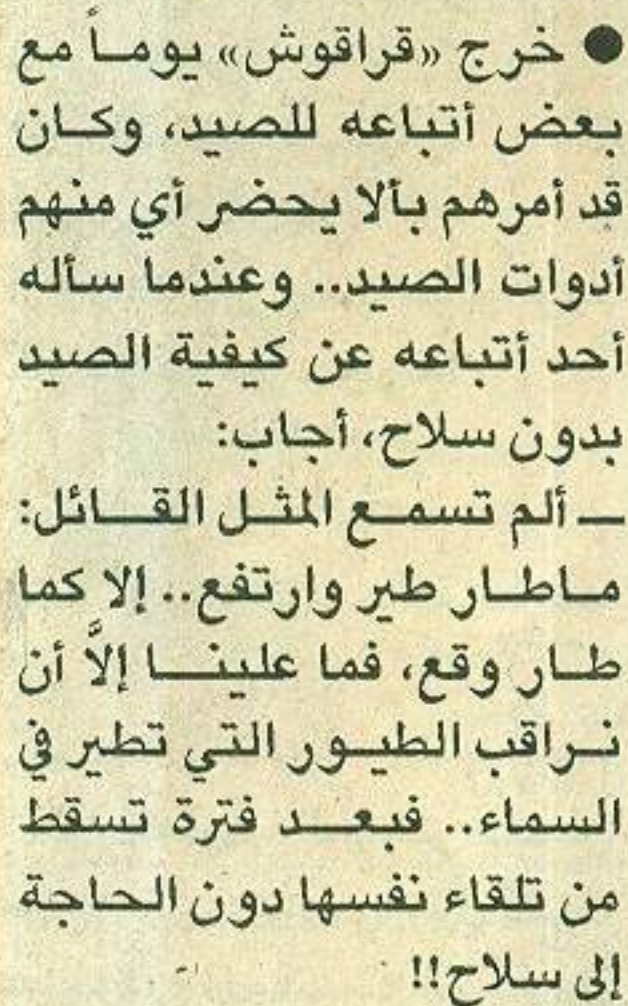 ● خرج «قراقوش» يوماً مع
بعض أتباعه للصيد، وكان
قد أمرهم بألا يحضر أي منهم
أدوات الصيد.. وعندما سأله
أحد أتباعه عن كيفية الصيد
بدون سلاح، أجاب:
— ألم تسمع المثل القائل:
ماطار طير وارتفع.. إلا كما
طار وقع، فما علينا إلاَّ أن
نراقب الطيور التي تطير في
السماء.. فبعد فترة تسقط
من تلقاء نفسها دون الحاجة
إلى سلاح!!